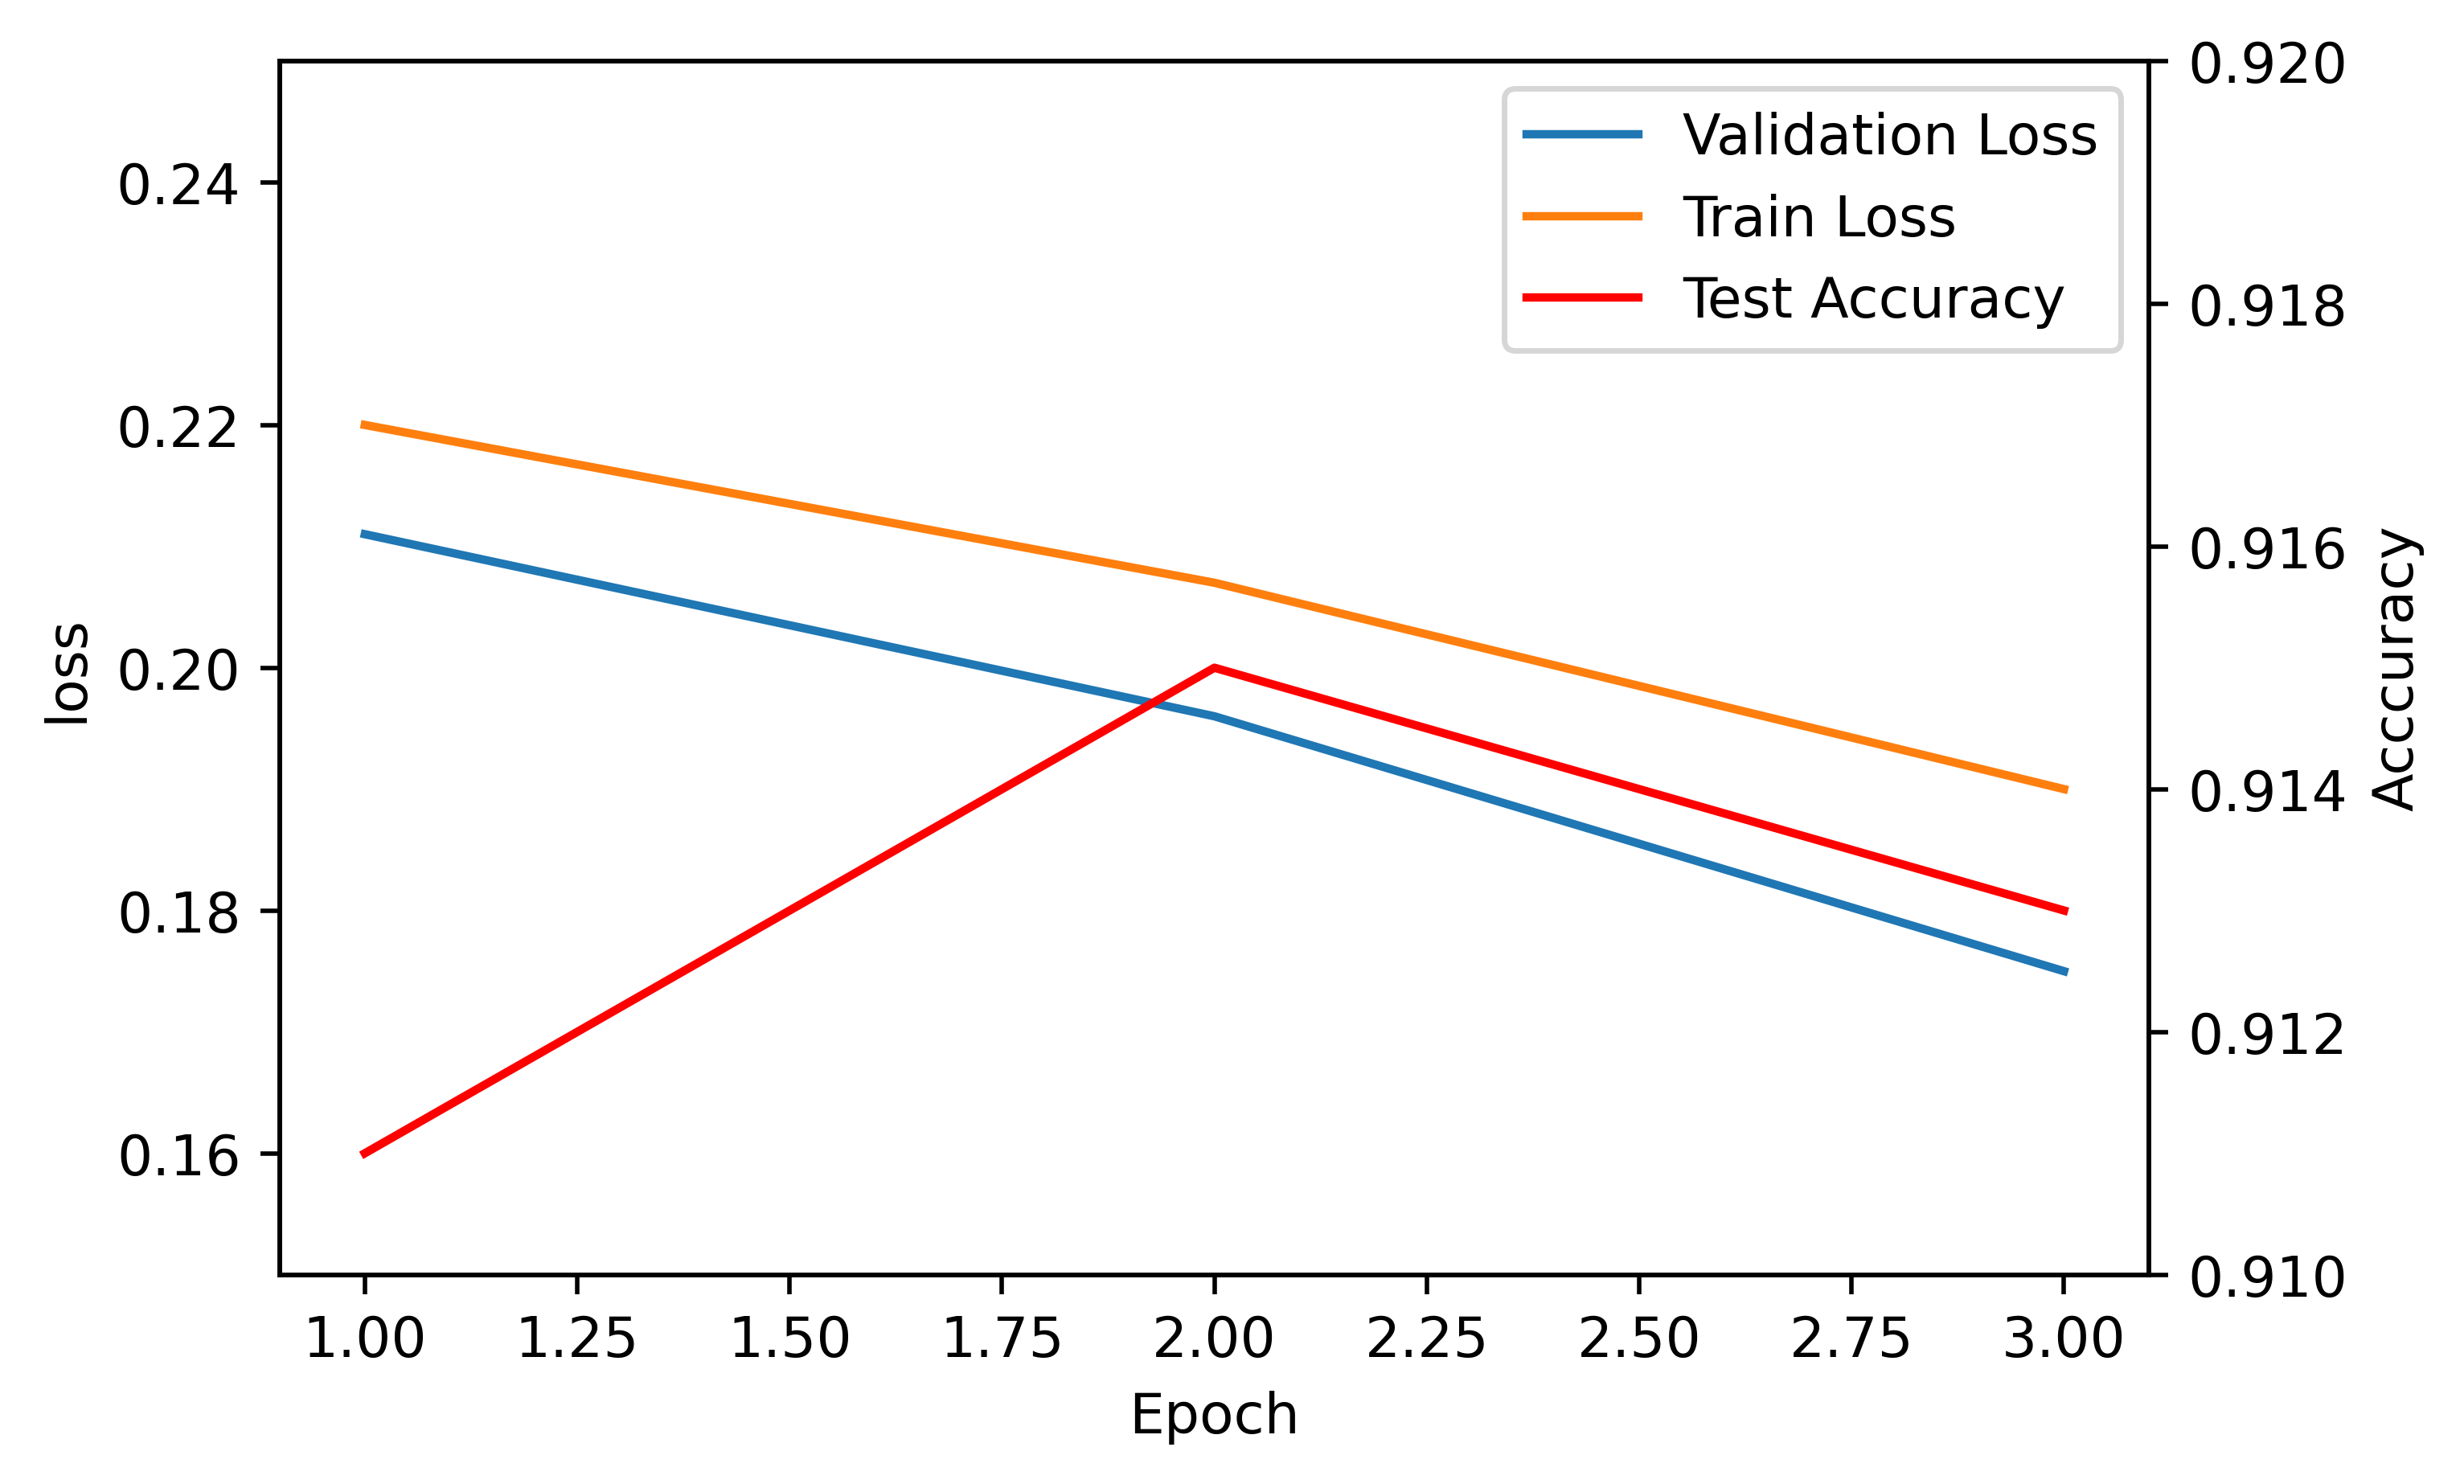 Validation Loss
Train Loss
Test Accuracy
0.24
0.22
0.20
0.18
0.16
loss
0.920
0.918
0.916
0.914
0.912
0.910
Acccuracy
1.00 1.25 1.50 1.75 2.00 2.25 2.50 2.75 3.00
Epoch